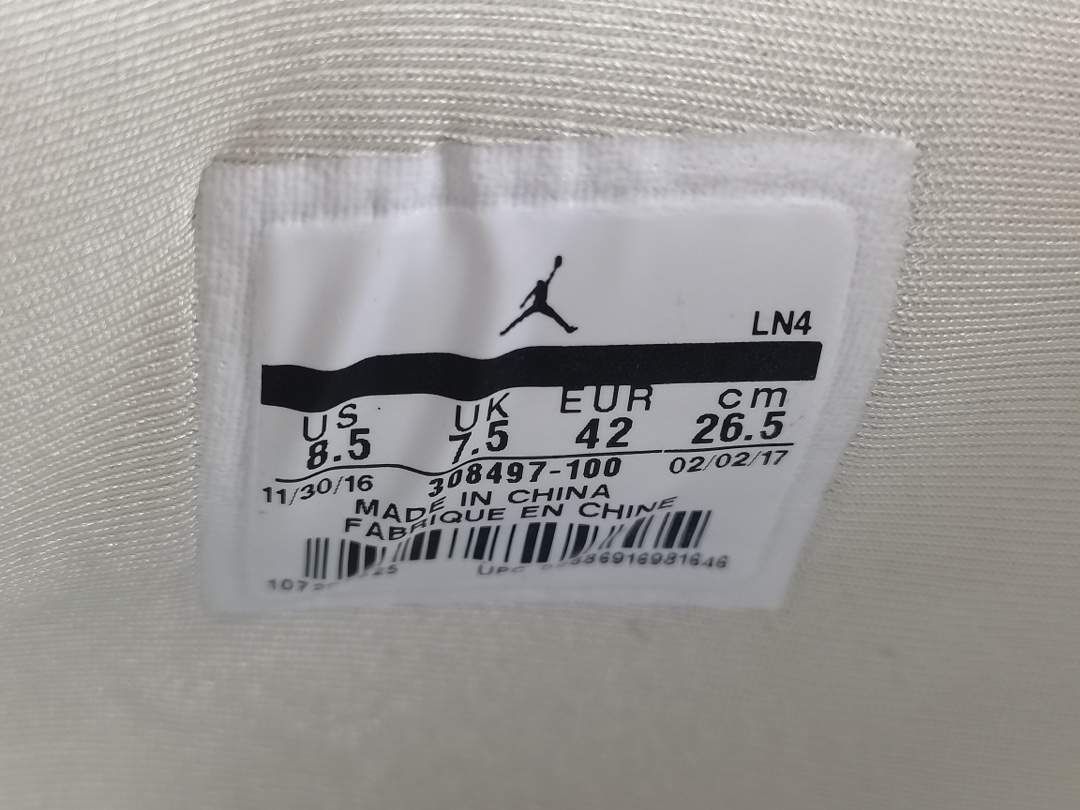 LN4
US UK EUR cm
8.5 7.5 42 26.5
11/30/16 308497-100 02/02/17
MADE IN CHINA
FABRIQUE EN CHINE
UPC